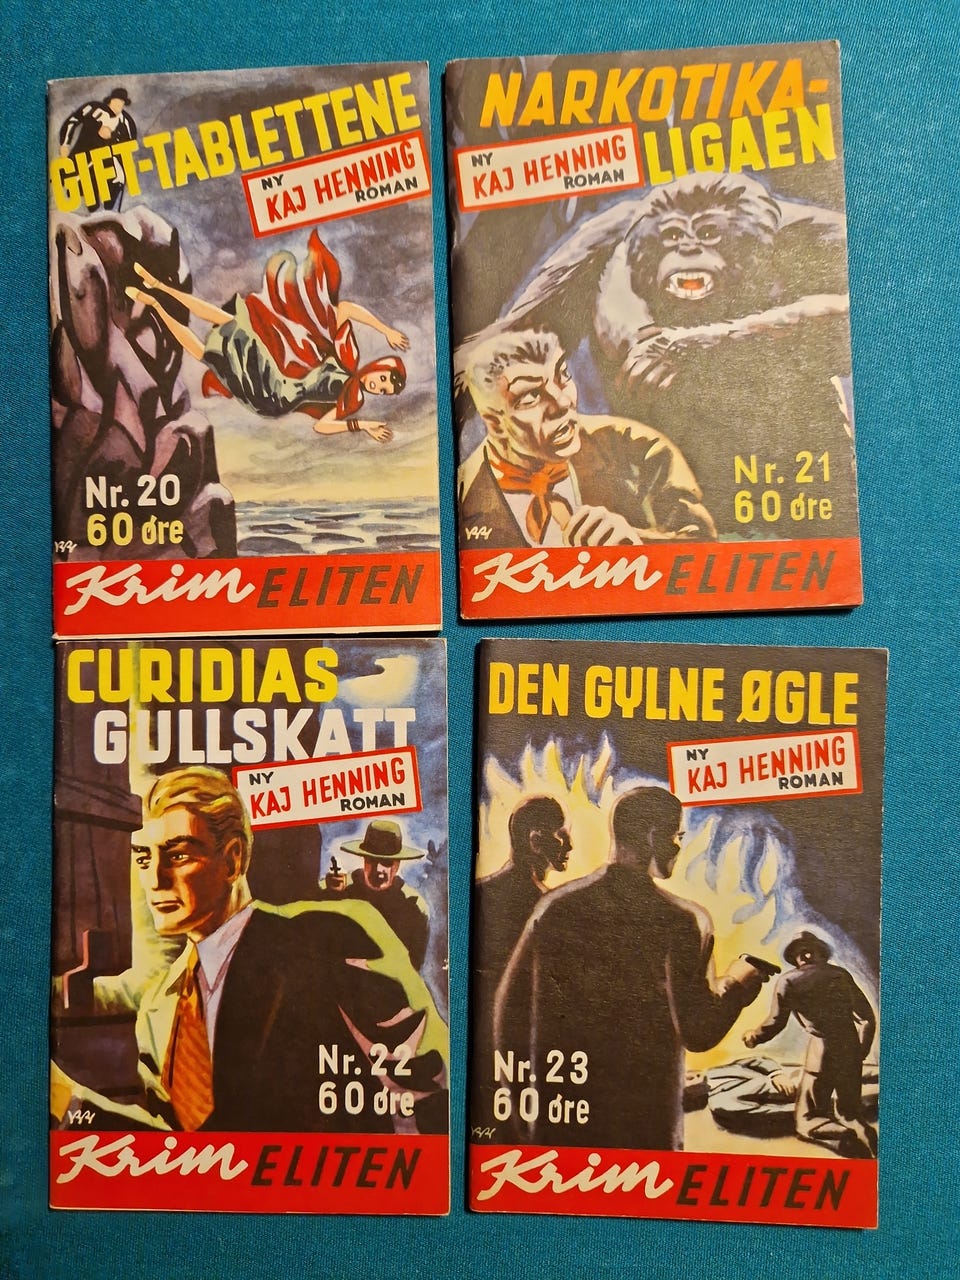 GIFT-TABLETTENE
NY
KAJ HENNING
ROMAN
Nr. 20
60 øre
Krim ELITEN
NARKOTIKA-
LIGAEN
NY
KAJ HENNING
ROMAN
Nr. 21
60 øre
Krim ELITEN
CURIDIAS
GULLSKATT
NY
KAJ HENNING
ROMAN
Nr. 22
60 øre
Krim ELITEN
DEN GYLNE ØGLE
NY
KAJ HENNING
ROMAN
Nr. 23
60 øre
Krim ELITEN